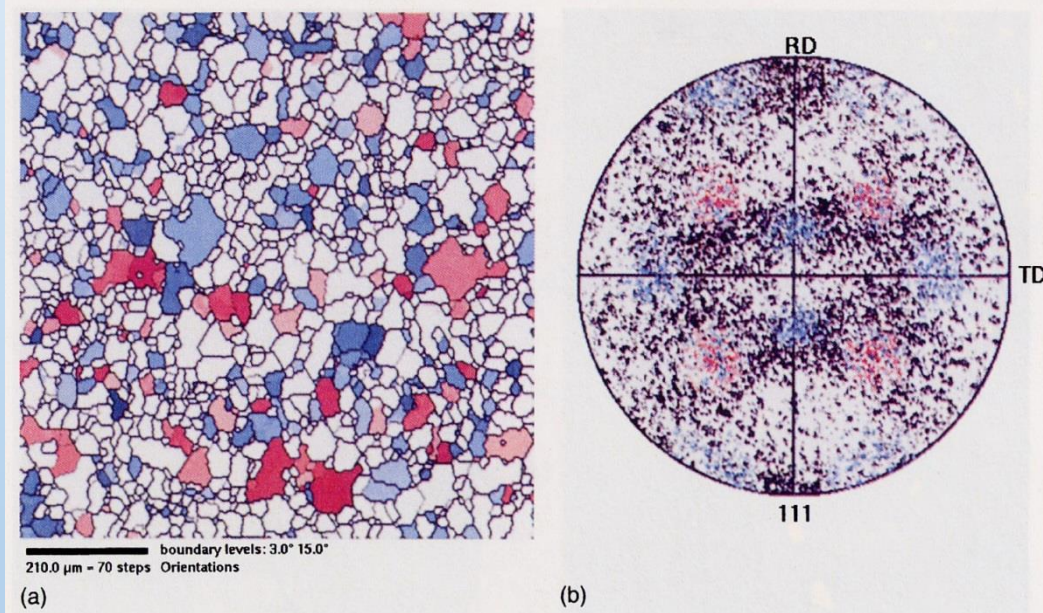 RD
TD
111
boundary levels: 3.0° 15.0°
210.0 µm = 70 steps Orientations
(a)
(b)